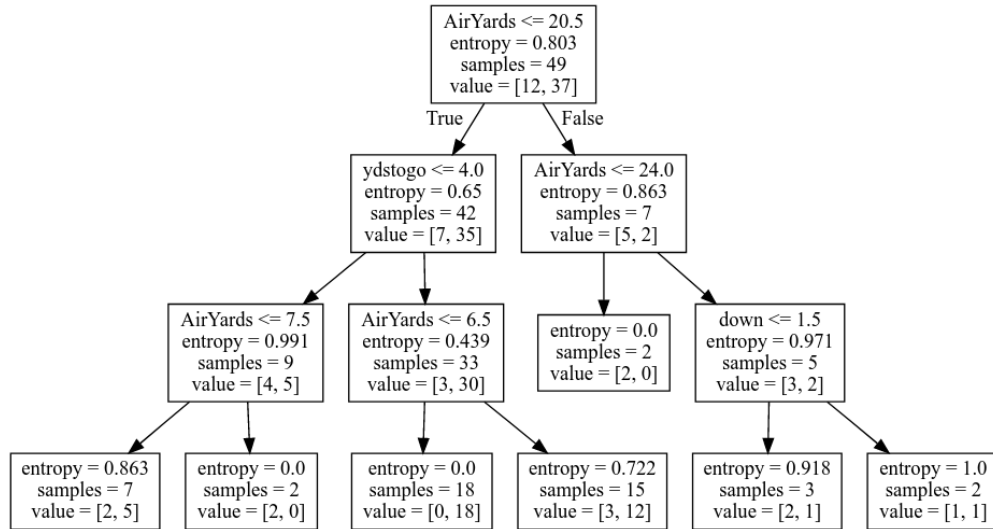 AirYards <= 20.5
entropy = 0.803
samples = 49
value = [12, 37]
True
False
ydstogo <= 4.0
entropy = 0.65
samples = 42
value = [7, 35]
AirYards <= 24.0
entropy = 0.863
samples = 7
value = [5, 2]
AirYards <= 7.5
entropy = 0.991
samples = 9
value = [4, 5]
AirYards <= 6.5
entropy = 0.439
samples = 33
value = [3, 30]
entropy = 0.0
samples = 2
value = [2, 0]
down <= 1.5
entropy = 0.971
samples = 5
value = [3, 2]
entropy = 0.863
samples = 7
value = [2, 5]
entropy = 0.0
samples = 2
value = [2, 0]
entropy = 0.0
samples = 18
value = [0, 18]
entropy = 0.722
samples = 15
value = [3, 12]
entropy = 0.918
samples = 3
value = [2, 1]
entropy = 1.0
samples = 2
value = [1, 1]